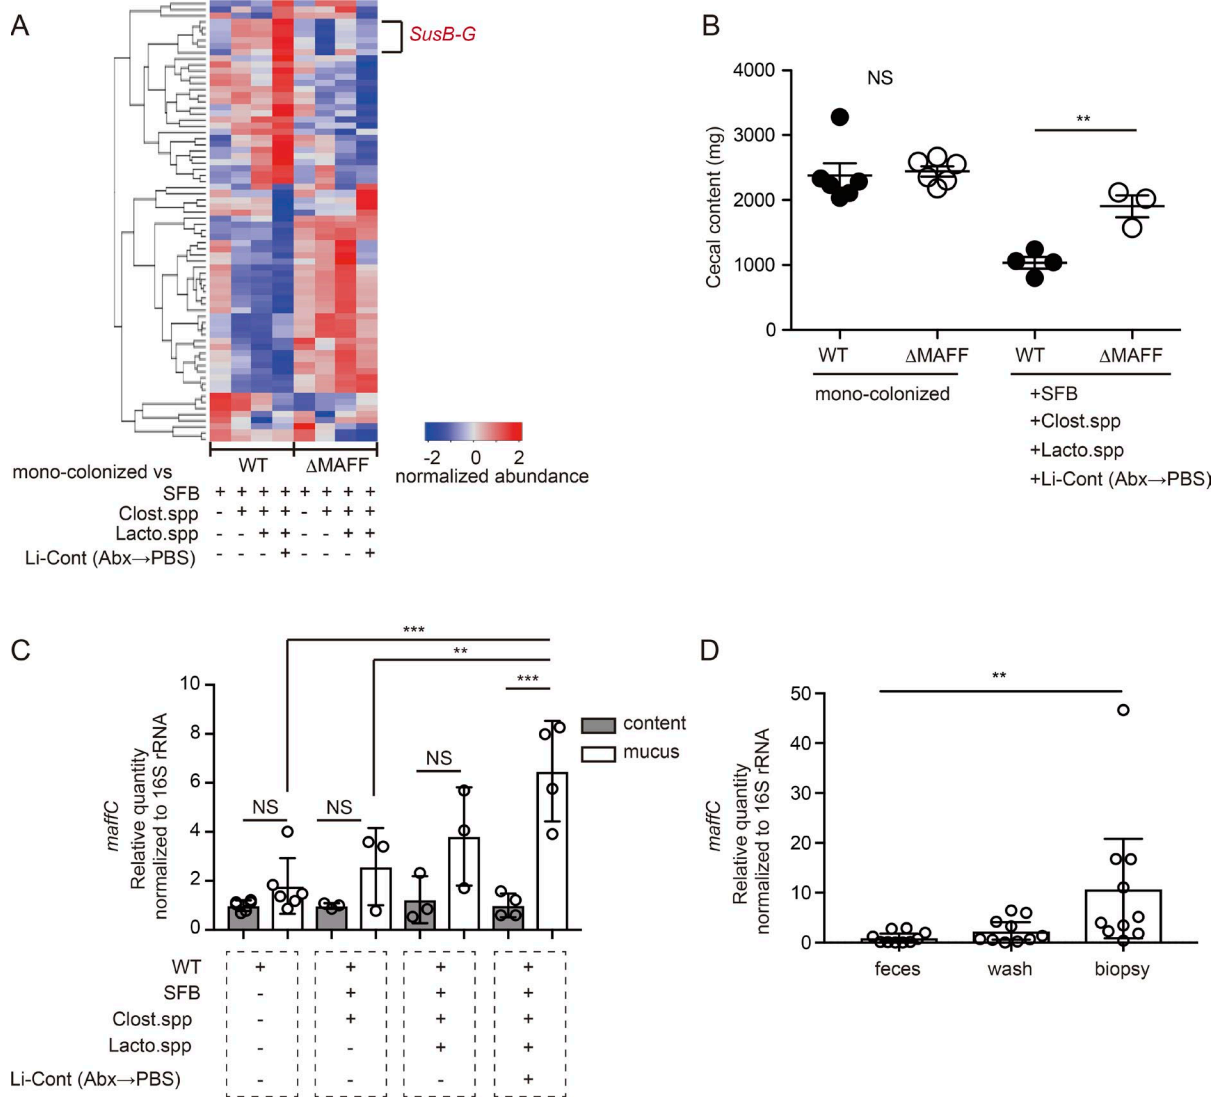 A
SusB-G
WT ΔMAFF
mono-colonized vs
SFB + + + + + + + +
Clost.spp - + + + - + + +
Lacto.spp - - + + - - + +
Li-Cont (Abx→PBS) - - - + - - - +
-2 0 2
normalized abundance
B
NS
**
4000
3000
2000
1000
0
Cecal content (mg)
WT ΔMAFF WT ΔMAFF
mono-colonized
+SFB
+Clost.spp
+Lacto.spp
+Li-Cont (Abx→PBS)
C
***
**
***
NS NS NS
10
8
6
4
2
0
maffC
Relative quantity
normalized to 16S rRNA
content
mucus
WT + + + +
SFB - + + +
Clost.spp - + + +
Lacto.spp - - + +
Li-Cont (Abx→PBS) - - - +
D
**
50
40
30
20
10
0
maffC
Relative quantity
normalized to 16S rRNA
feces wash biopsy